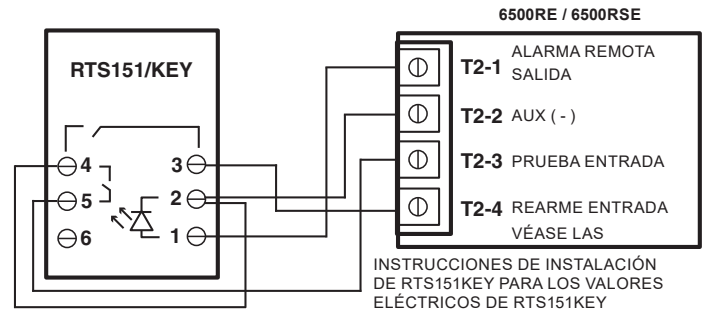 6500RE / 6500RSE
RTS151/KEY
4
5
6
3
2
1
T2-1 ALARMA REMOTA
SALIDA
T2-2 AUX ( - )
T2-3 PRUEBA ENTRADA
T2-4 REARME ENTRADA
VÉASE LAS
INSTRUCCIONES DE INSTALACIÓN
DE RTS151KEY PARA LOS VALORES
ELÉCTRICOS DE RTS151KEY